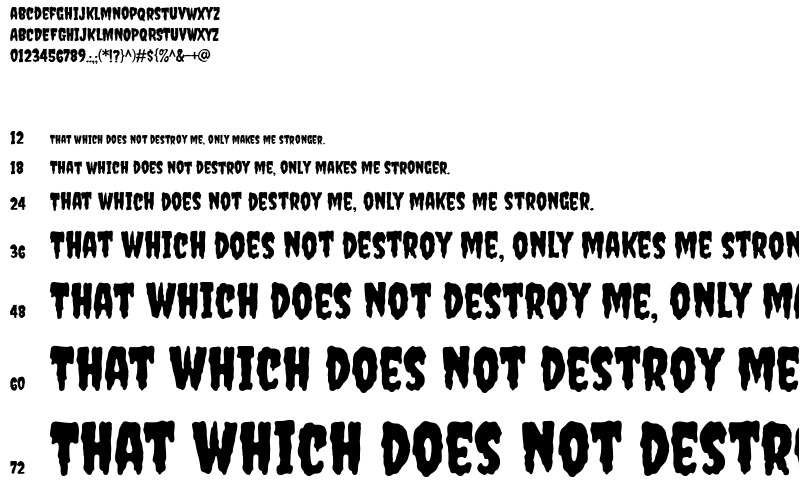 ABCDEFGHIJKLMNOPQRSTUVWXYZ
ABCDEFGHIJKLMNOPQRSTUVWXYZ
0123456789.:,;(*!?}^)#${%^&-+@
12 THAT WHICH DOES NOT DESTROY ME, ONLY MAKES ME STRONGER.
18 THAT WHICH DOES NOT DESTROY ME, ONLY MAKES ME STRONGER.
24 THAT WHICH DOES NOT DESTROY ME, ONLY MAKES ME STRONGER.
36 THAT WHICH DOES NOT DESTROY ME, ONLY MAKES ME STRON
48 THAT WHICH DOES NOT DESTROY ME, ONLY MA
60 THAT WHICH DOES NOT DESTROY ME
72 THAT WHICH DOES NOT DESTR